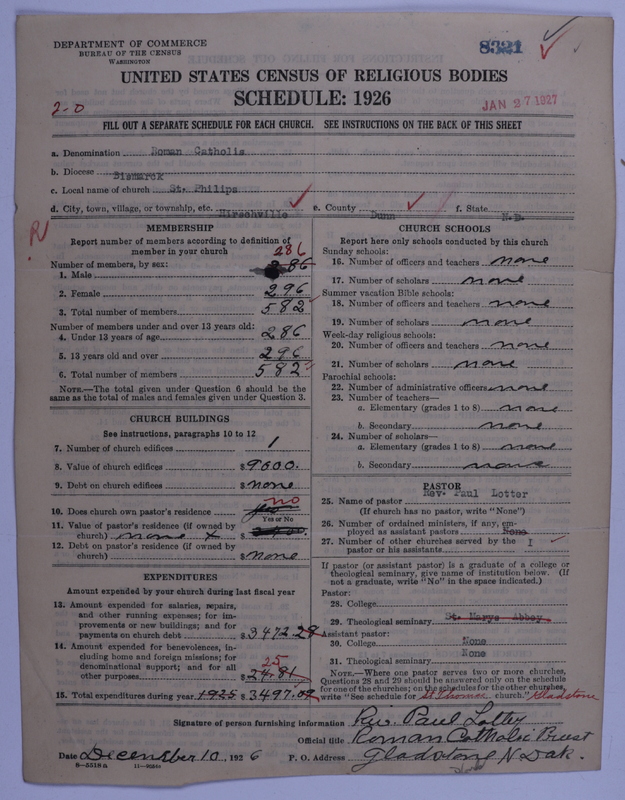 DEPARTMENT OF COMMERCE
BUREAU OF THE CENSUS
WASHINGTON
8321
UNITED STATES CENSUS OF RELIGIOUS BODIES
SCHEDULE: 1926
2-0
JAN 27 1927
FILL OUT A SEPARATE SCHEDULE FOR EACH CHURCH. SEE INSTRUCTIONS ON THE BACK OF THIS SHEET
a. Denomination Roman Catholis
b. Diocese Bismarck
c. Local name of church St. Philips
d. City, town, village, or township, etc. Hirschville e. County Dunn f. State N.D.
R
MEMBERSHIP
Report number of members according to definition of
member in your church
286
Number of members, by sex:
1. Male 286
2. Female 296
3. Total number of members 582
Number of members under and over 13 years old:
4. Under 13 years of age 286
5. 13 years old and over 296
6. Total number of members 582
NOTE.—The total given under Question 6 should be the
same as the total of males and females given under Question 3.
CHURCH BUILDINGS
See instructions, paragraphs 10 to 12
7. Number of church edifices 1
8. Value of church edifices $9000.
9. Debt on church edifices $none
no
10. Does church own pastor's residence yes
Yes or No
11. Value of pastor's residence (if owned by
church) none x $
12. Debt on pastor's residence (if owned by
church) $none
EXPENDITURES
Amount expended by your church during last fiscal year
13. Amount expended for salaries, repairs,
and other running expenses; for im-
provements or new buildings; and for
payments on church debt $3472.28
14. Amount expended for benevolences, in-
cluding home and foreign missions; for
denominational support; and for all
other purposes $24.81
25
15. Total expenditures during year 1925 $3497.09
CHURCH SCHOOLS
Report here only schools conducted by this church
Sunday schools:
16. Number of officers and teachers none
17. Number of scholars none
Summer vacation Bible schools:
18. Number of officers and teachers none
19. Number of scholars none
Week-day religious schools:
20. Number of officers and teachers none
21. Number of scholars none
Parochial schools:
22. Number of administrative officers none
23. Number of teachers—
a. Elementary (grades 1 to 8) none
b. Secondary none
24. Number of scholars—
a. Elementary (grades 1 to 8) none
b. Secondary none
PASTOR
25. Name of pastor Rev. Paul Lotter
(If church has no pastor, write "None")
26. Number of ordained ministers, if any, em-
ployed as assistant pastors None
27. Number of other churches served by the
pastor or his assistants I
If pastor (or assistant pastor) is a graduate of a college or
theological seminary, give name of institution below. (If
not a graduate, write "No" in the space indicated.)
Pastor:
28. College
29. Theological seminary St. Marys Abbey
Assistant pastor:
30. College None
31. Theological seminary None
NOTE.—Where one pastor serves two or more churches,
Questions 28 and 29 should be answered only on the schedule
for one of the churches; on the schedules for the other churches,
write "See schedule for St Thomas church." Gladstone
Signature of person furnishing information Rev. Paul Lotter
Official title Roman Catholic Priest
Date December 10, 1926 P. O. Address Gladstone N Dak.
8—5518a